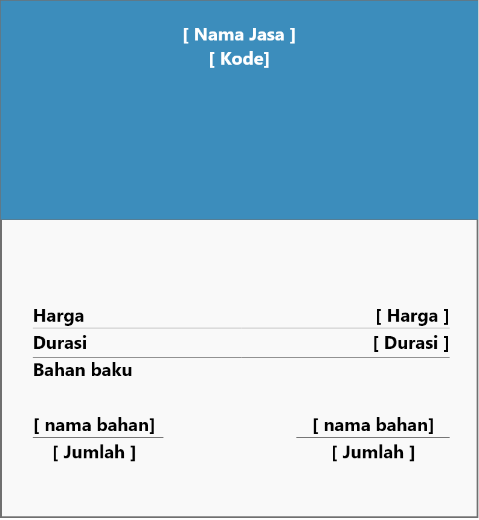 [ Nama Jasa ]
[ Kode]
Harga [ Harga ]
Durasi [ Durasi ]
Bahan baku
[ nama bahan] [ nama bahan]
[ Jumlah ] [ Jumlah ]